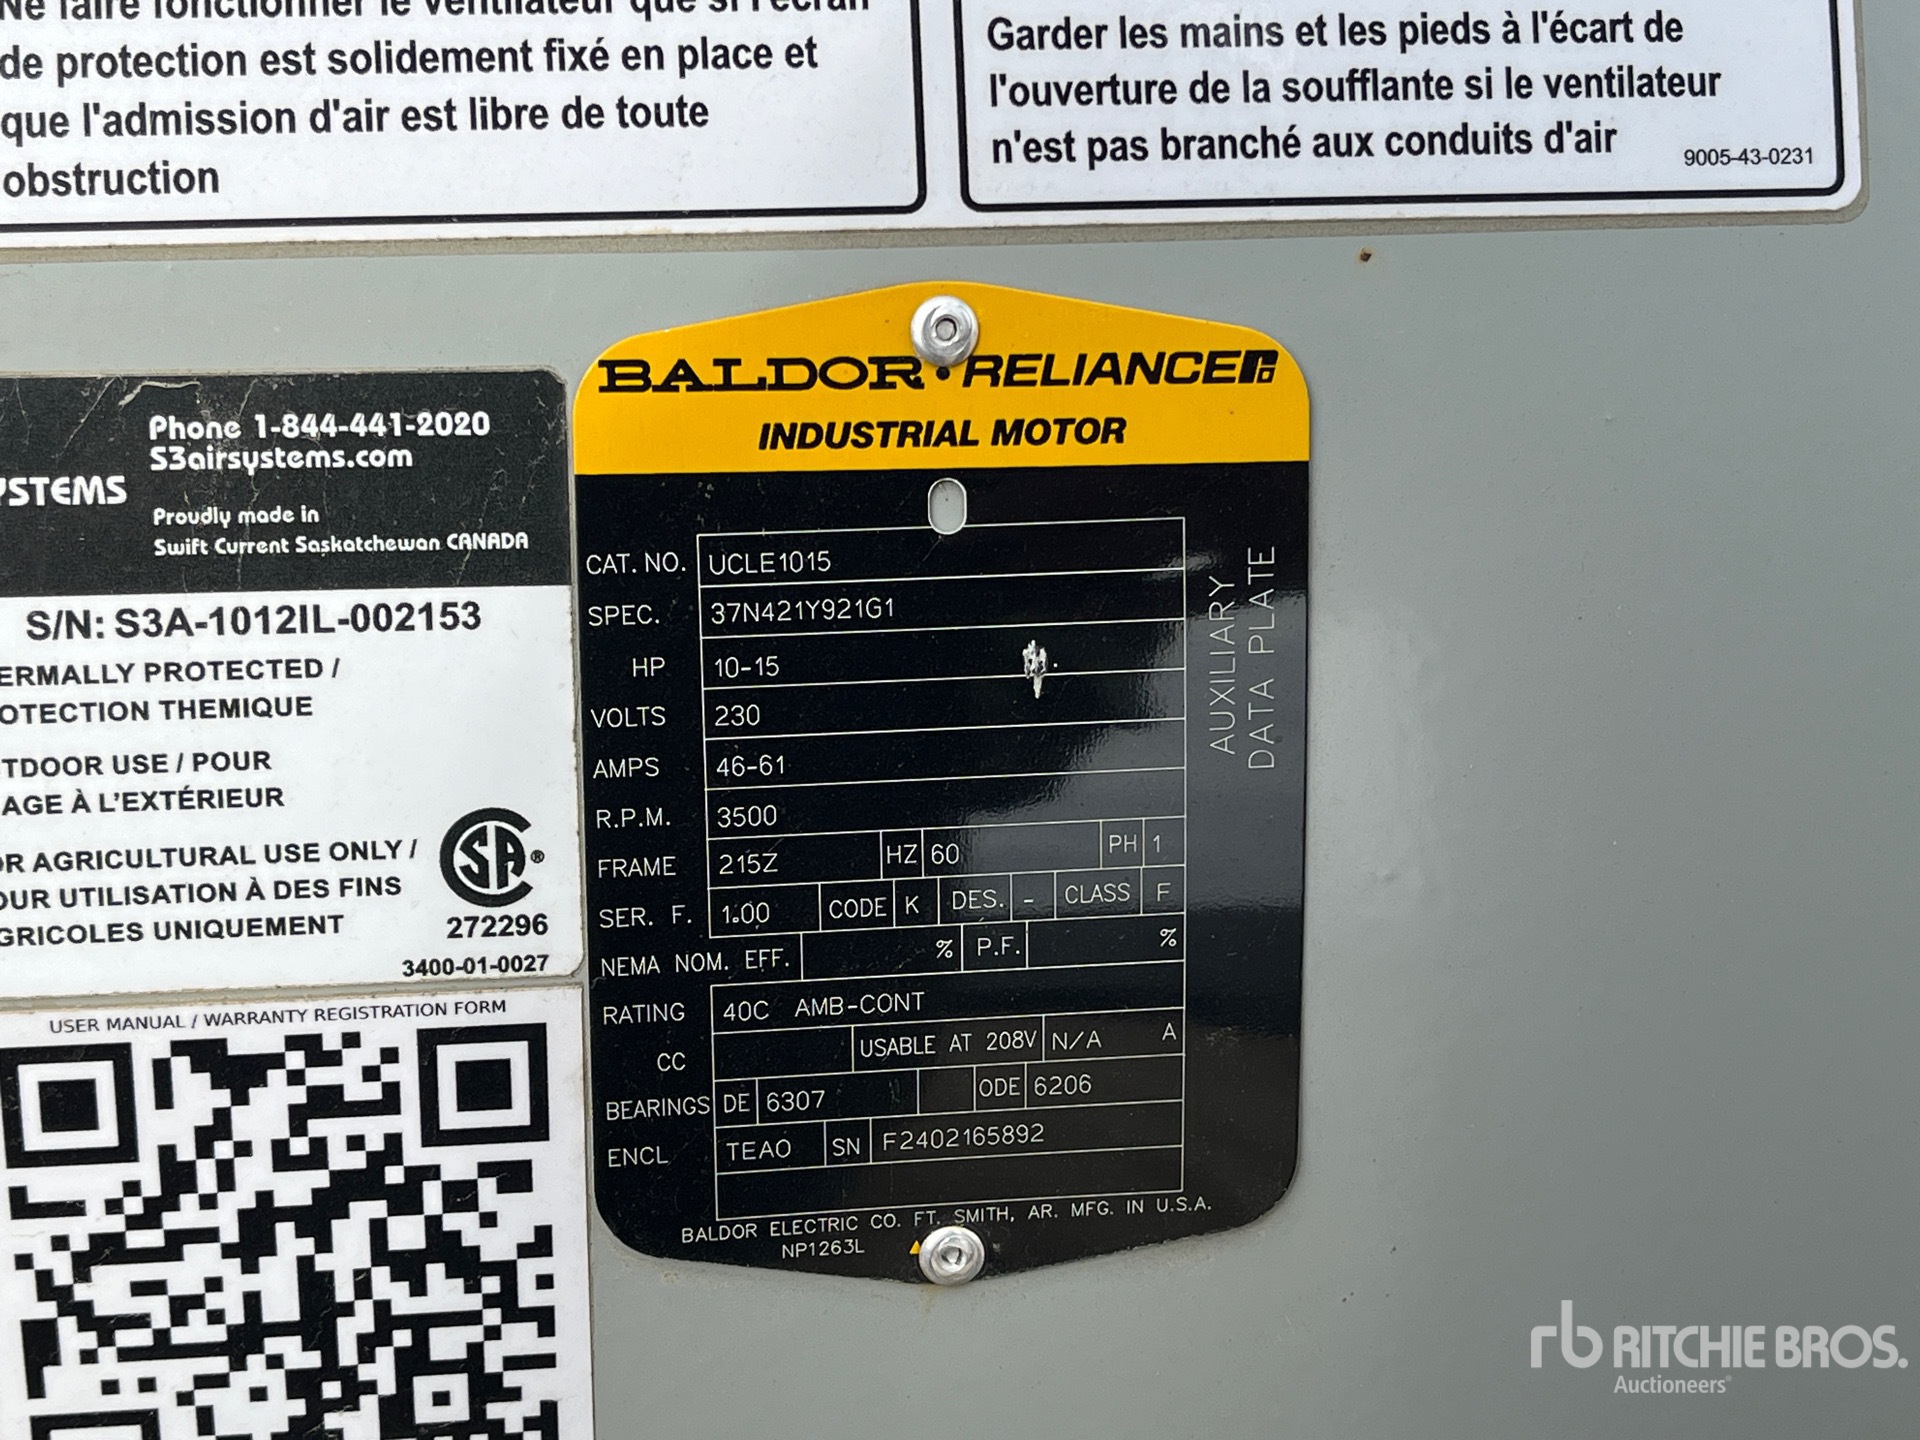 Ne faire fonctionner le ventilateur que si l'écran
de protection est solidement fixé en place et
que l'admission d'air est libre de toute
obstruction
Garder les mains et les pieds à l'écart de
l'ouverture de la soufflante si le ventilateur
n'est pas branché aux conduits d'air
9005-43-0231
Phone 1-844-441-2020
S3airsystems.com
YSTEMS
Proudly made in
Swift Current Saskatchewan CANADA
S/N: S3A-1012IL-002153
ERMALLY PROTECTED /
OTECTION THEMIQUE
TDOOR USE / POUR
AGE À L'EXTÉRIEUR
OR AGRICULTURAL USE ONLY /
OUR UTILISATION À DES FINS
GRICOLES UNIQUEMENT
SA®
272296
3400-01-0027
USER MANUAL / WARRANTY REGISTRATION FORM
BALDOR • RELIANCE
INDUSTRIAL MOTOR
CAT. NO. UCLE1015
SPEC. 37N421Y921G1
HP 10-15
VOLTS 230
AMPS 46-61
R.P.M. 3500
FRAME 215Z HZ 60 PH 1
SER. F. 1.00 CODE K DES. - CLASS F
NEMA NOM. EFF. % P.F. %
RATING 40C AMB-CONT
CC USABLE AT 208V N/A A
BEARINGS DE 6307 ODE 6206
ENCL TEAO SN F2402165892
BALDOR ELECTRIC CO. FT. SMITH, AR. MFG. IN U.S.A.
NP1263L
AUXILIARY
DATA PLATE
rb RITCHIE BROS.
Auctioneers